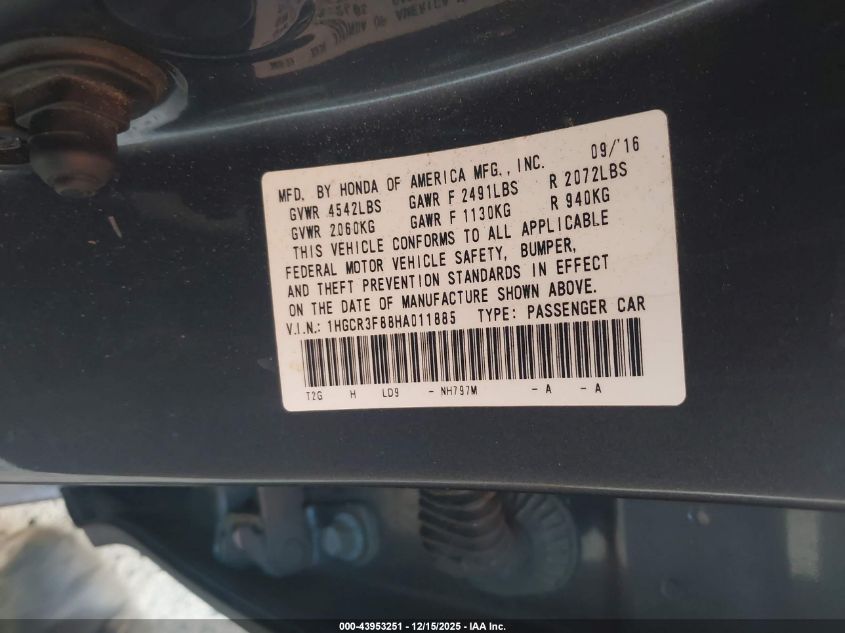 MFD. BY HONDA OF AMERICA MFG., INC. 09/'16
GVWR 4542LBS GAWR F 2491LBS R 2072LBS
GVWR 2060KG GAWR F 1130KG R 940KG
THIS VEHICLE CONFORMS TO ALL APPLICABLE
FEDERAL MOTOR VEHICLE SAFETY, BUMPER,
AND THEFT PREVENTION STANDARDS IN EFFECT
ON THE DATE OF MANUFACTURE SHOWN ABOVE.
V.I.N.: 1HGCR3F88HA011885 TYPE: PASSENGER CAR
T2G H LD9 - NH797M - A - A
000-43953251 - 12/15/2025 - IAA Inc.